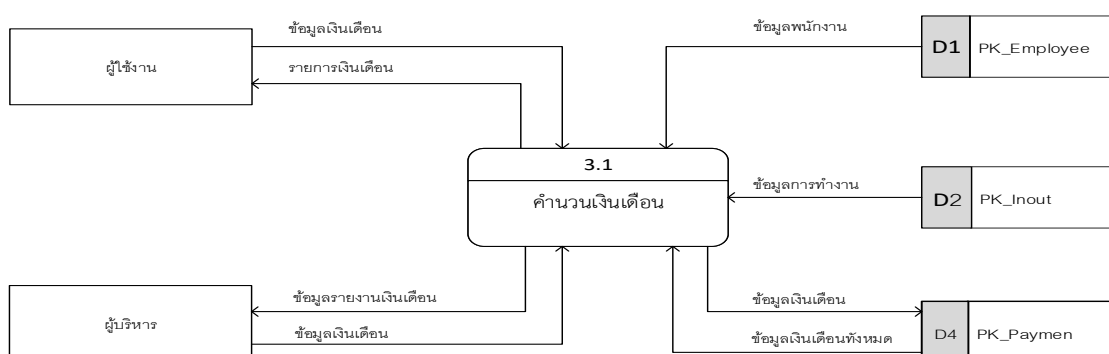 ข้อมูลเงินเดือน
ข้อมูลพนักงาน
D1 PK_Employee
ผู้ใช้งาน
รายการเงินเดือน
3.1
คำนวนเงินเดือน
ข้อมูลการทำงาน
D2 PK_Inout
ข้อมูลรายงานเงินเดือน
ข้อมูลเงินเดือน
ผู้บริหาร
ข้อมูลเงินเดือน
ข้อมูลเงินเดือนทังหมด
D4 PK_Paymen